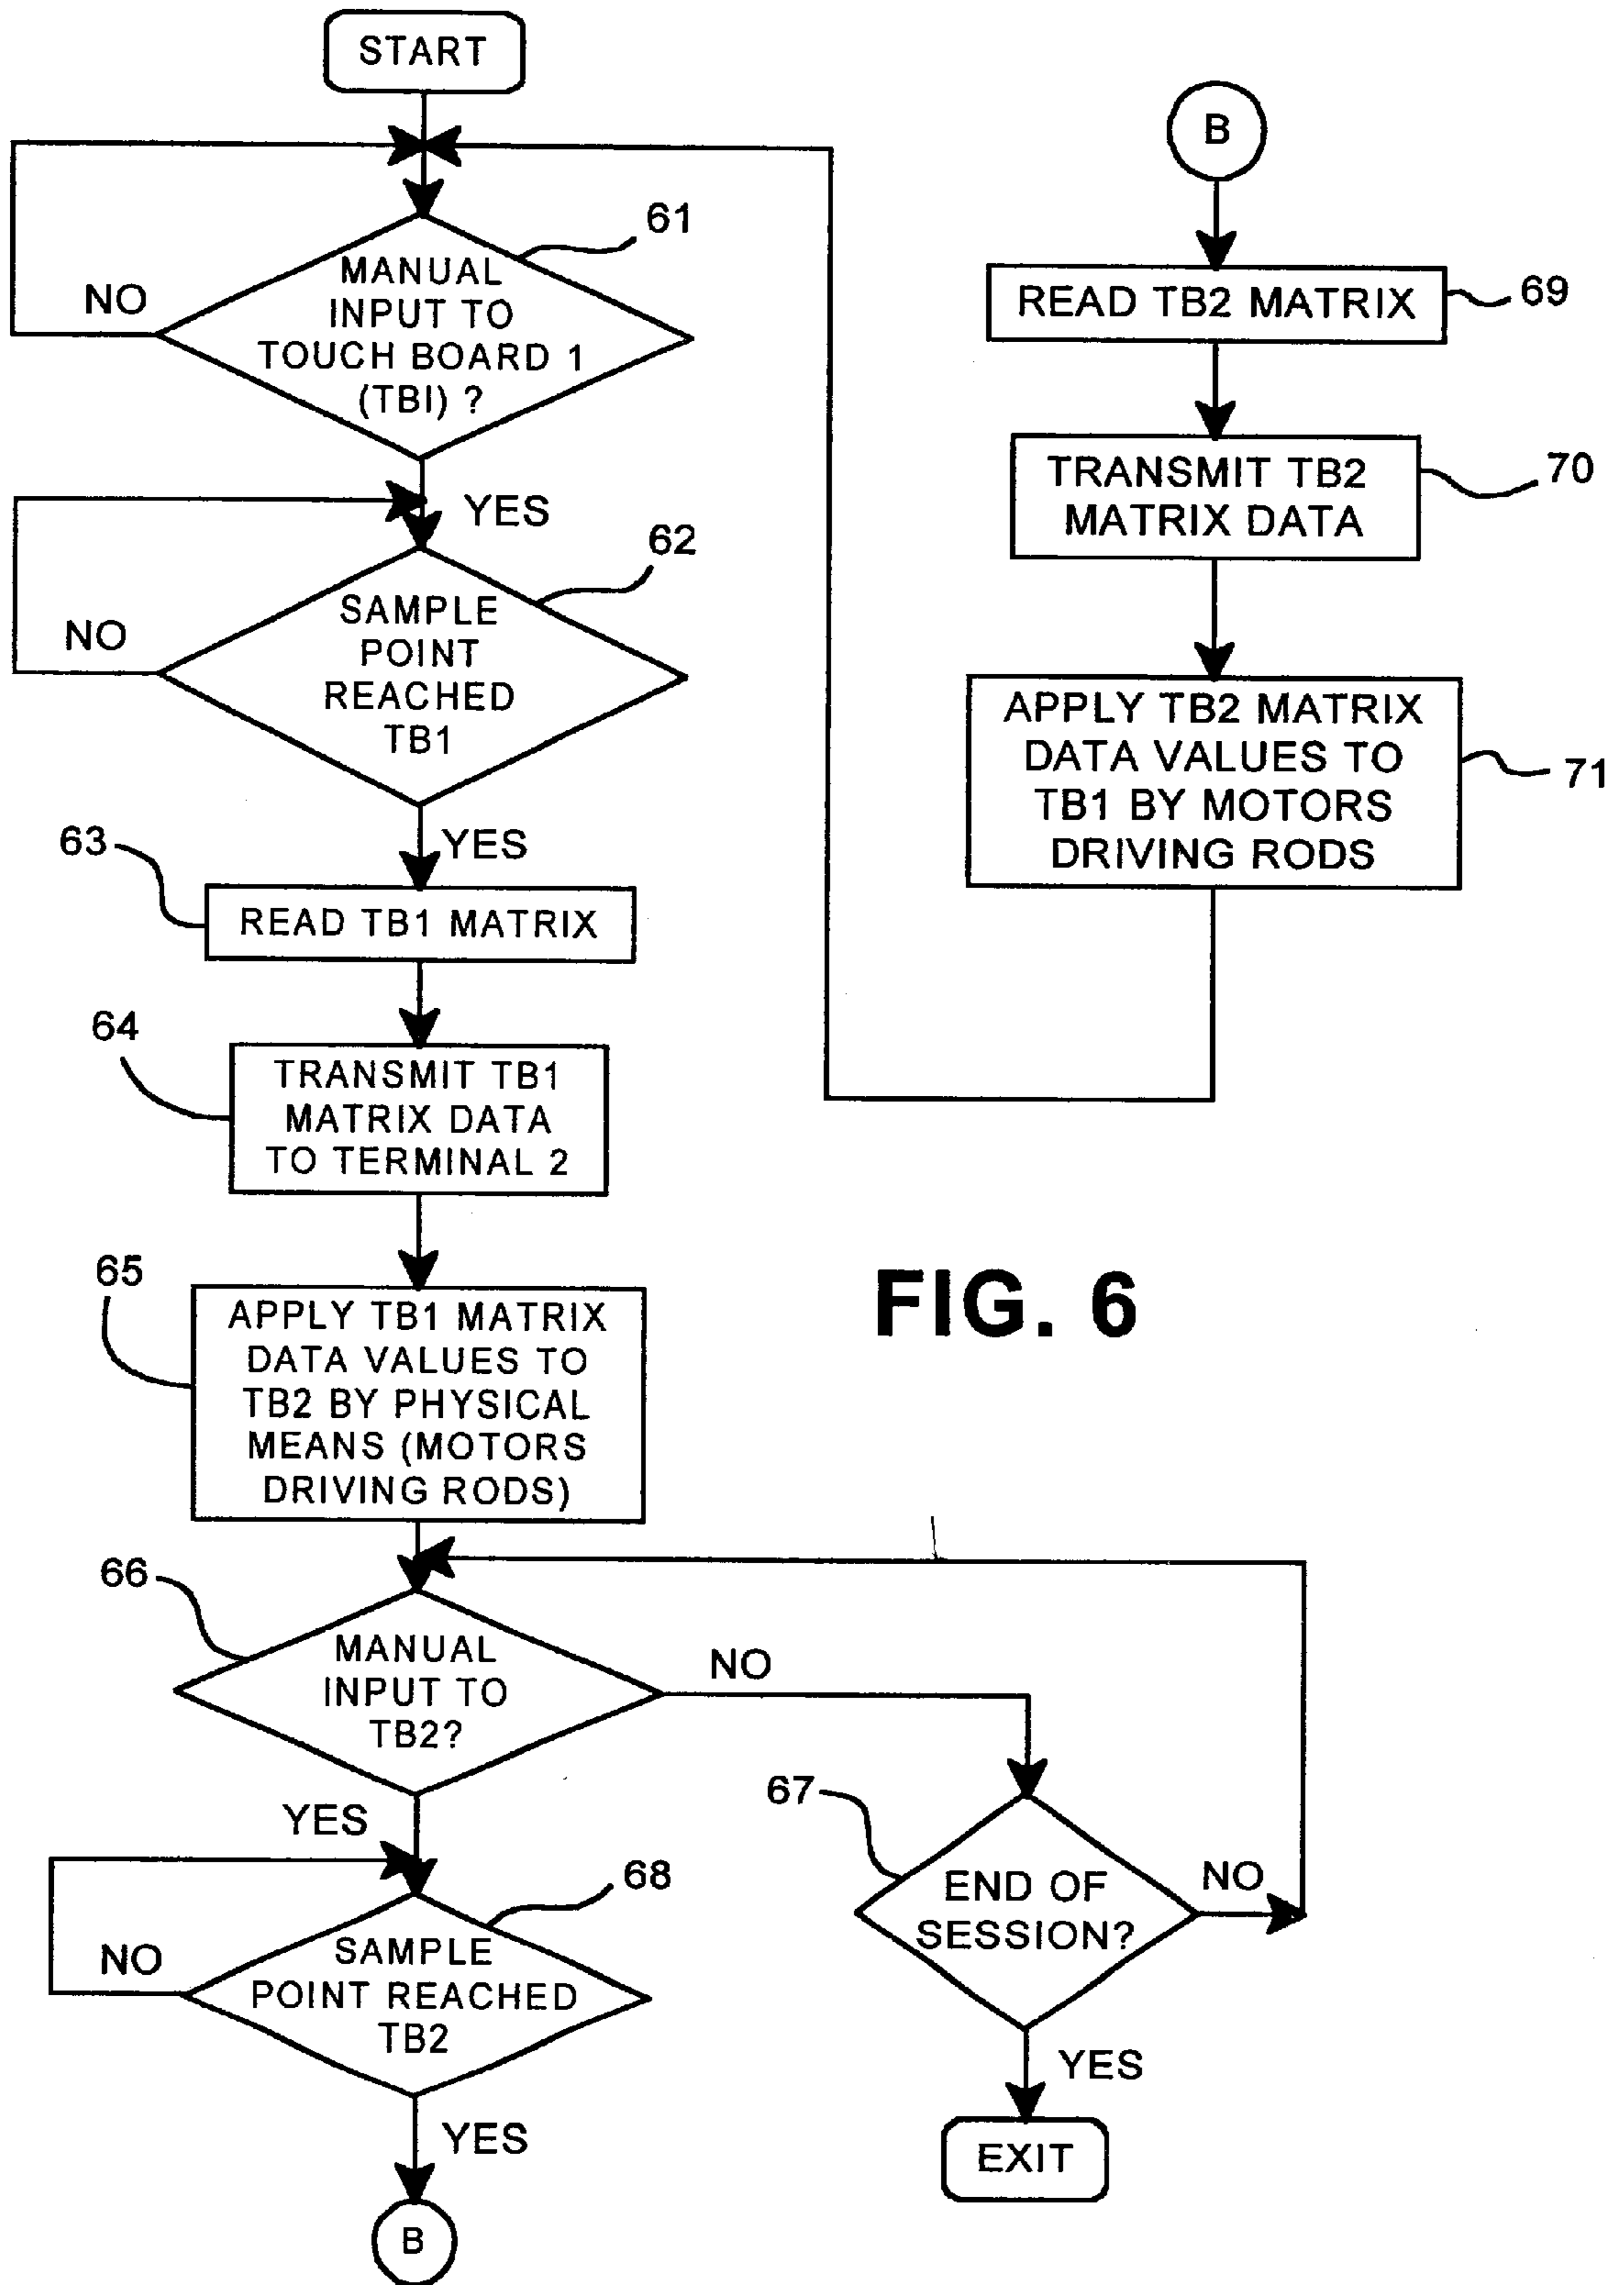 START
61
MANUAL
INPUT TO
TOUCH BOARD 1
(TBI) ?
NO
YES
62
SAMPLE
POINT
REACHED
TB1
NO
YES
63
READ TB1 MATRIX
64
TRANSMIT TB1
MATRIX DATA
TO TERMINAL 2
65
APPLY TB1 MATRIX
DATA VALUES TO
TB2 BY PHYSICAL
MEANS (MOTORS
DRIVING RODS)
66
MANUAL
INPUT TO
TB2?
NO
YES
67
END OF
SESSION?
NO
YES
EXIT
68
SAMPLE
POINT REACHED
TB2
NO
YES
B
B
READ TB2 MATRIX
69
TRANSMIT TB2
MATRIX DATA
70
APPLY TB2 MATRIX
DATA VALUES TO
TB1 BY MOTORS
DRIVING RODS
71
FIG. 6